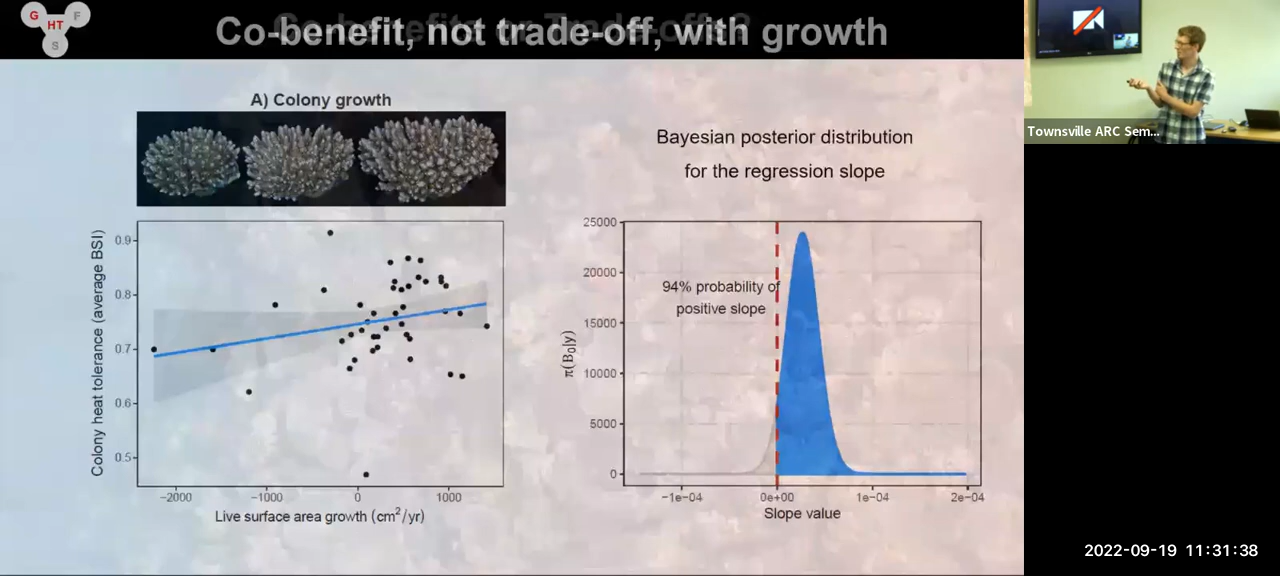 G
F
HT
S
Co-benefit, not trade-off, with growth
Townsville ARC Sem...
A) Colony growth
Bayesian posterior distribution
for the regression slope
Colony heat tolerance (average BSI)
0.9
0.8
0.7
0.6
0.5
−2000
−1000
0
1000
Live surface area growth (cm²/yr)
94% probability of
positive slope
π(B₀|y)
25000
20000
15000
10000
5000
0
−1e−04
0e+00
1e−04
2e−04
Slope value
2022-09-19 11:31:38